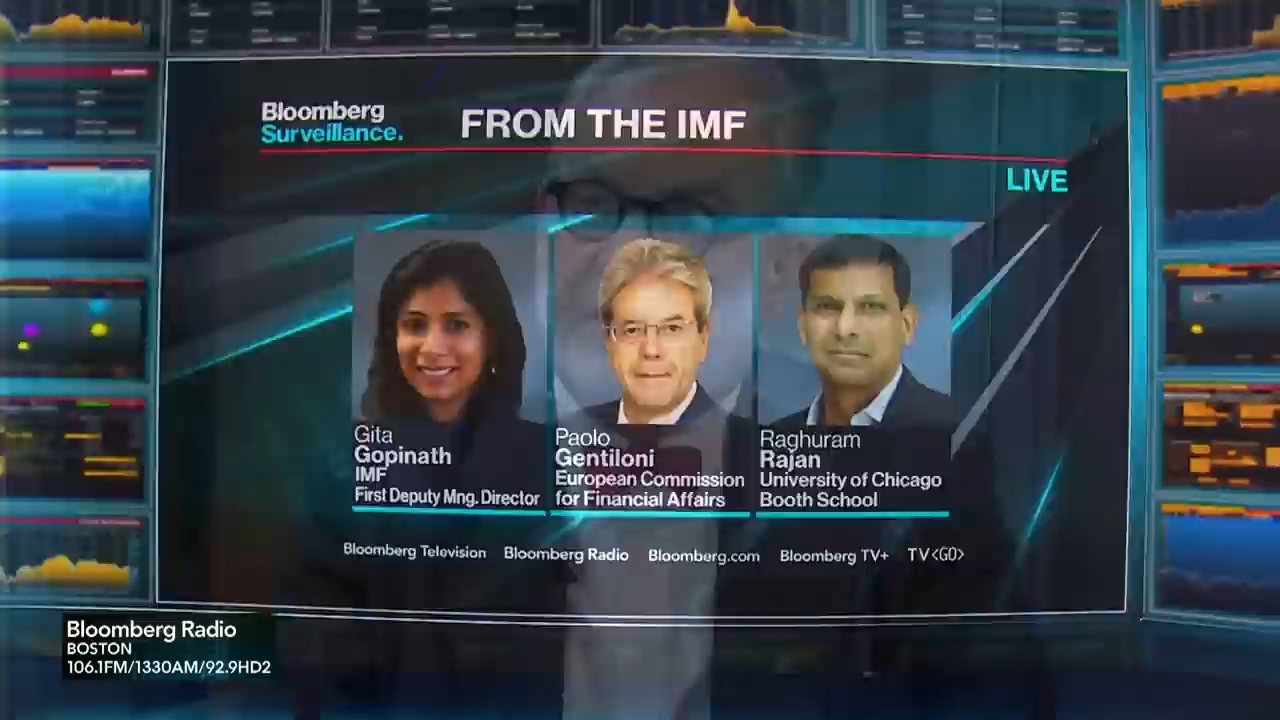 Bloomberg
Surveillance.
FROM THE IMF
LIVE
Gita
Gopinath
IMF
First Deputy Mng. Director
Paolo
Gentiloni
European Commission
for Financial Affairs
Raghuram
Rajan
University of Chicago
Booth School
Bloomberg Television
Bloomberg Radio
Bloomberg.com
Bloomberg TV+
TV<GO>
Bloomberg Radio
BOSTON
106.1FM/1330AM/92.9HD2